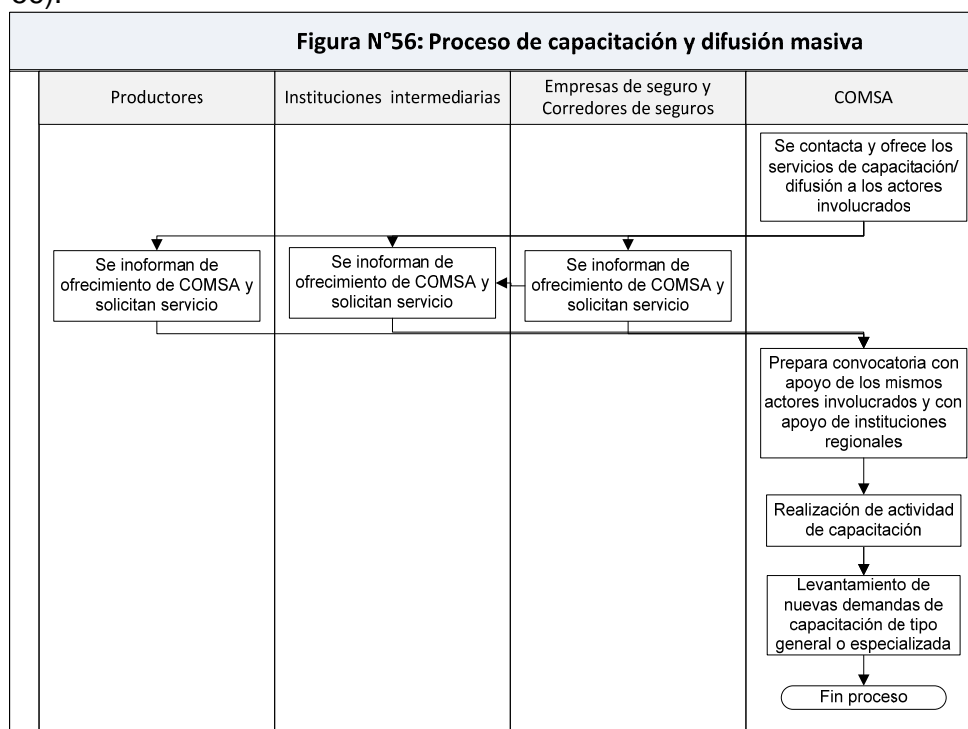 Figura N°56: Proceso de capacitación y difusión masiva
Productores
Instituciones intermediarias
Empresas de seguro y
Corredores de seguros
COMSA
Se contacta y ofrece los
servicios de capacitación/
difusión a los actores
involucrados
Se inoforman de
ofrecimiento de COMSA y
solicitan servicio
Se inoforman de
ofrecimiento de COMSA y
solicitan servicio
Se inoforman de
ofrecimiento de COMSA y
solicitan servicio
Prepara convocatoria con
apoyo de los mismos
actores involucrados y con
apoyo de instituciones
regionales
Realización de actividad
de capacitación
Levantamiento de
nuevas demandas de
capacitación de tipo
general o especializada
Fin proceso